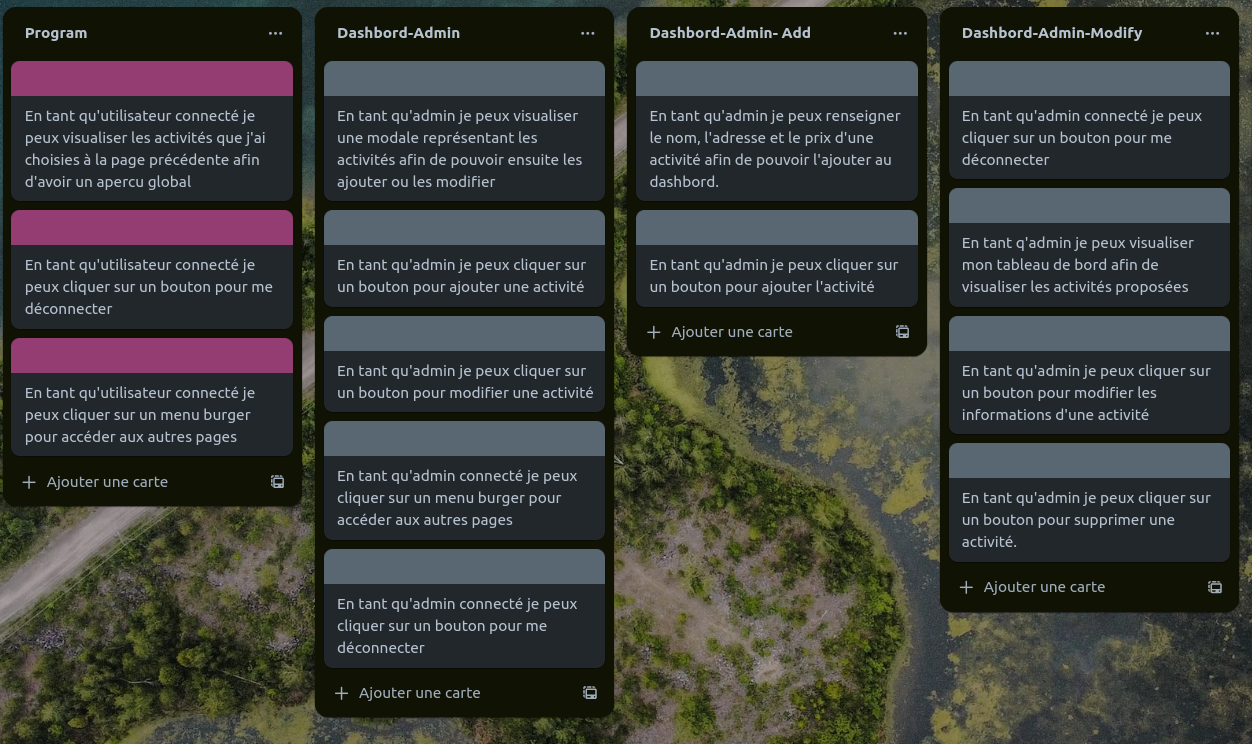 Program
En tant qu'utilisateur connecté je
peux visualiser les activités que j'ai
choisies à la page précédente afin
d'avoir un apercu global
En tant qu'utilisateur connecté je
peux cliquer sur un bouton pour me
déconnecter
En tant qu'utilisateur connecté je
peux cliquer sur un menu burger
pour accéder aux autres pages
Ajouter une carte
Dashbord-Admin
En tant qu'admin je peux visualiser
une modale représentant les
activités afin de pouvoir ensuite les
ajouter ou les modifier
En tant qu'admin je peux cliquer sur
un bouton pour ajouter une activité
En tant qu'admin je peux cliquer sur
un bouton pour modifier une activité
En tant qu'admin connecté je peux
cliquer sur un menu burger pour
accéder aux autres pages
En tant qu'admin connecté je peux
cliquer sur un bouton pour me
déconnecter
Ajouter une carte
Dashbord-Admin- Add
En tant qu'admin je peux renseigner
le nom, l'adresse et le prix d'une
activité afin de pouvoir l'ajouter au
dashbord.
En tant qu'admin je peux cliquer sur
un bouton pour ajouter l'activité
Ajouter une carte
Dashbord-Admin-Modify
En tant qu'admin connecté je peux
cliquer sur un bouton pour me
déconnecter
En tant q'admin je peux visualiser
mon tableau de bord afin de
visualiser les activités proposées
En tant qu'admin je peux cliquer sur
un bouton pour modifier les
informations d'une activité
En tant qu'admin je peux cliquer sur
un bouton pour supprimer une
activité.
Ajouter une carte